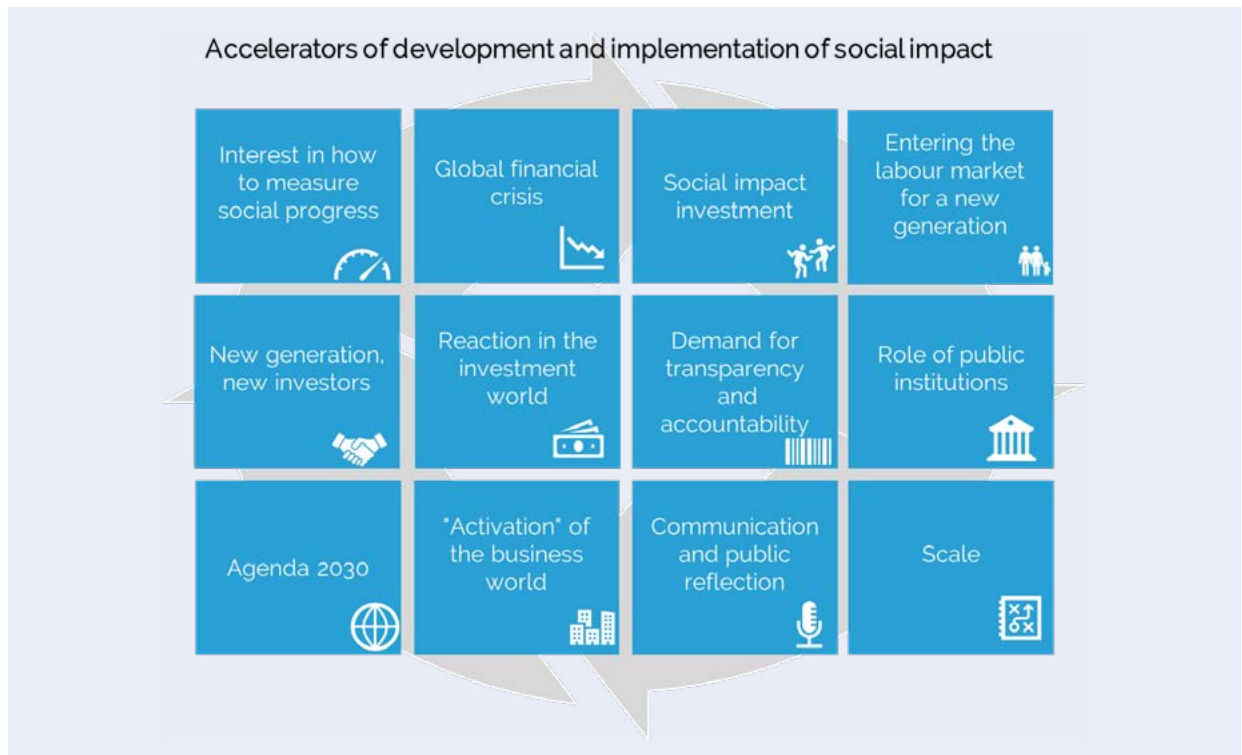 Accelerators of development and implementation of social impact
Interest in how
to measure
social progress
Global financial
crisis
Social impact
investment
Entering the
labour market
for a new
generation
New generation,
new investors
Reaction in the
investment
world
Demand for
transparency
and
accountability
Role of public
institutions
Agenda 2030
"Activation" of
the business
world
Communication
and public
reflection
Scale